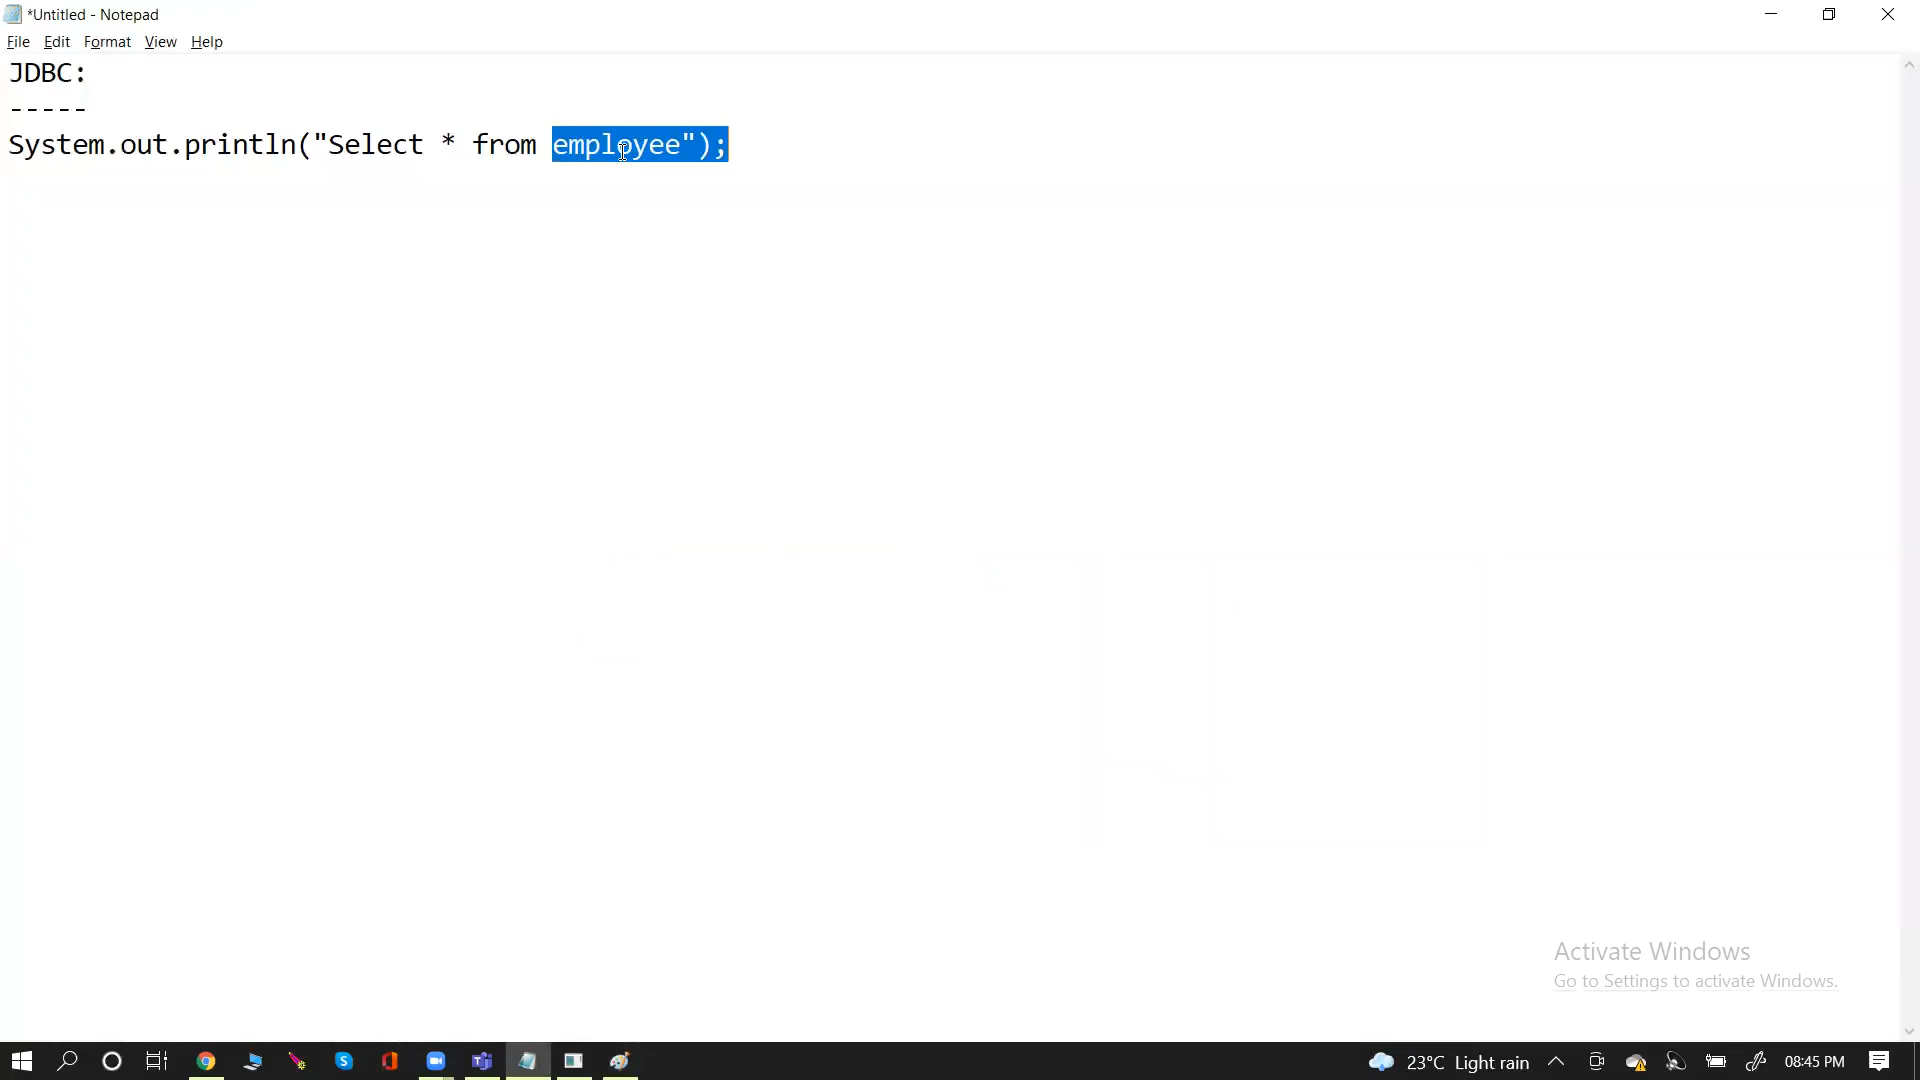 *Untitled - Notepad
File Edit Format View Help
JDBC:
-----
System.out.println("Select * from employee");
Activate Windows
Go to Settings to activate Windows.
23°C Light rain 08:45 PM